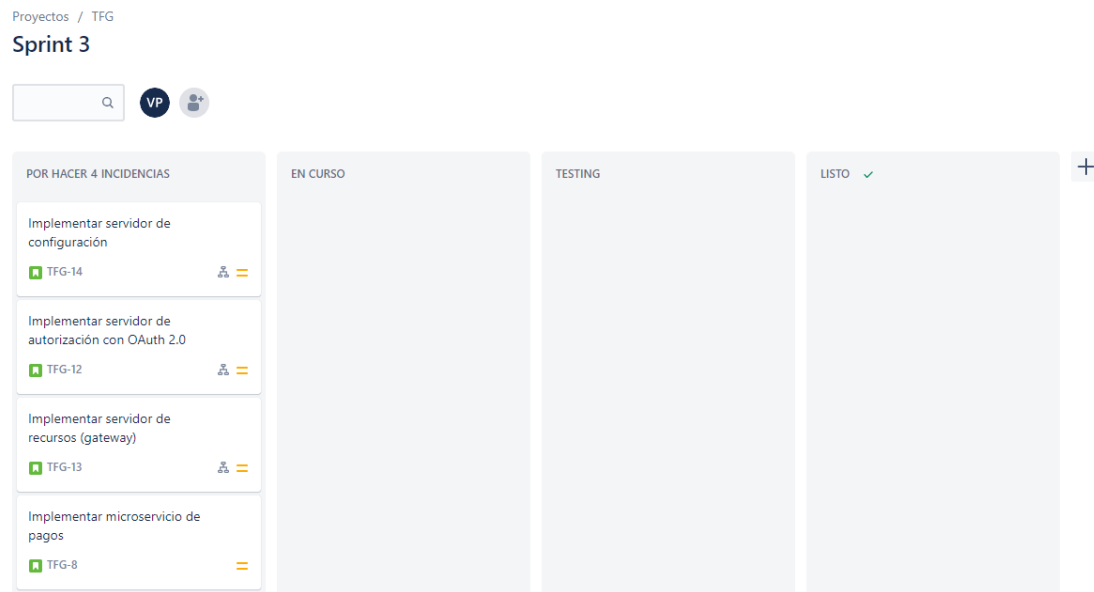 Proyectos / TFG
Sprint 3
VP
POR HACER 4 INCIDENCIAS
Implementar servidor de
configuración
TFG-14
Implementar servidor de
autorización con OAuth 2.0
TFG-12
Implementar servidor de
recursos (gateway)
TFG-13
Implementar microservicio de
pagos
TFG-8
EN CURSO
TESTING
LISTO